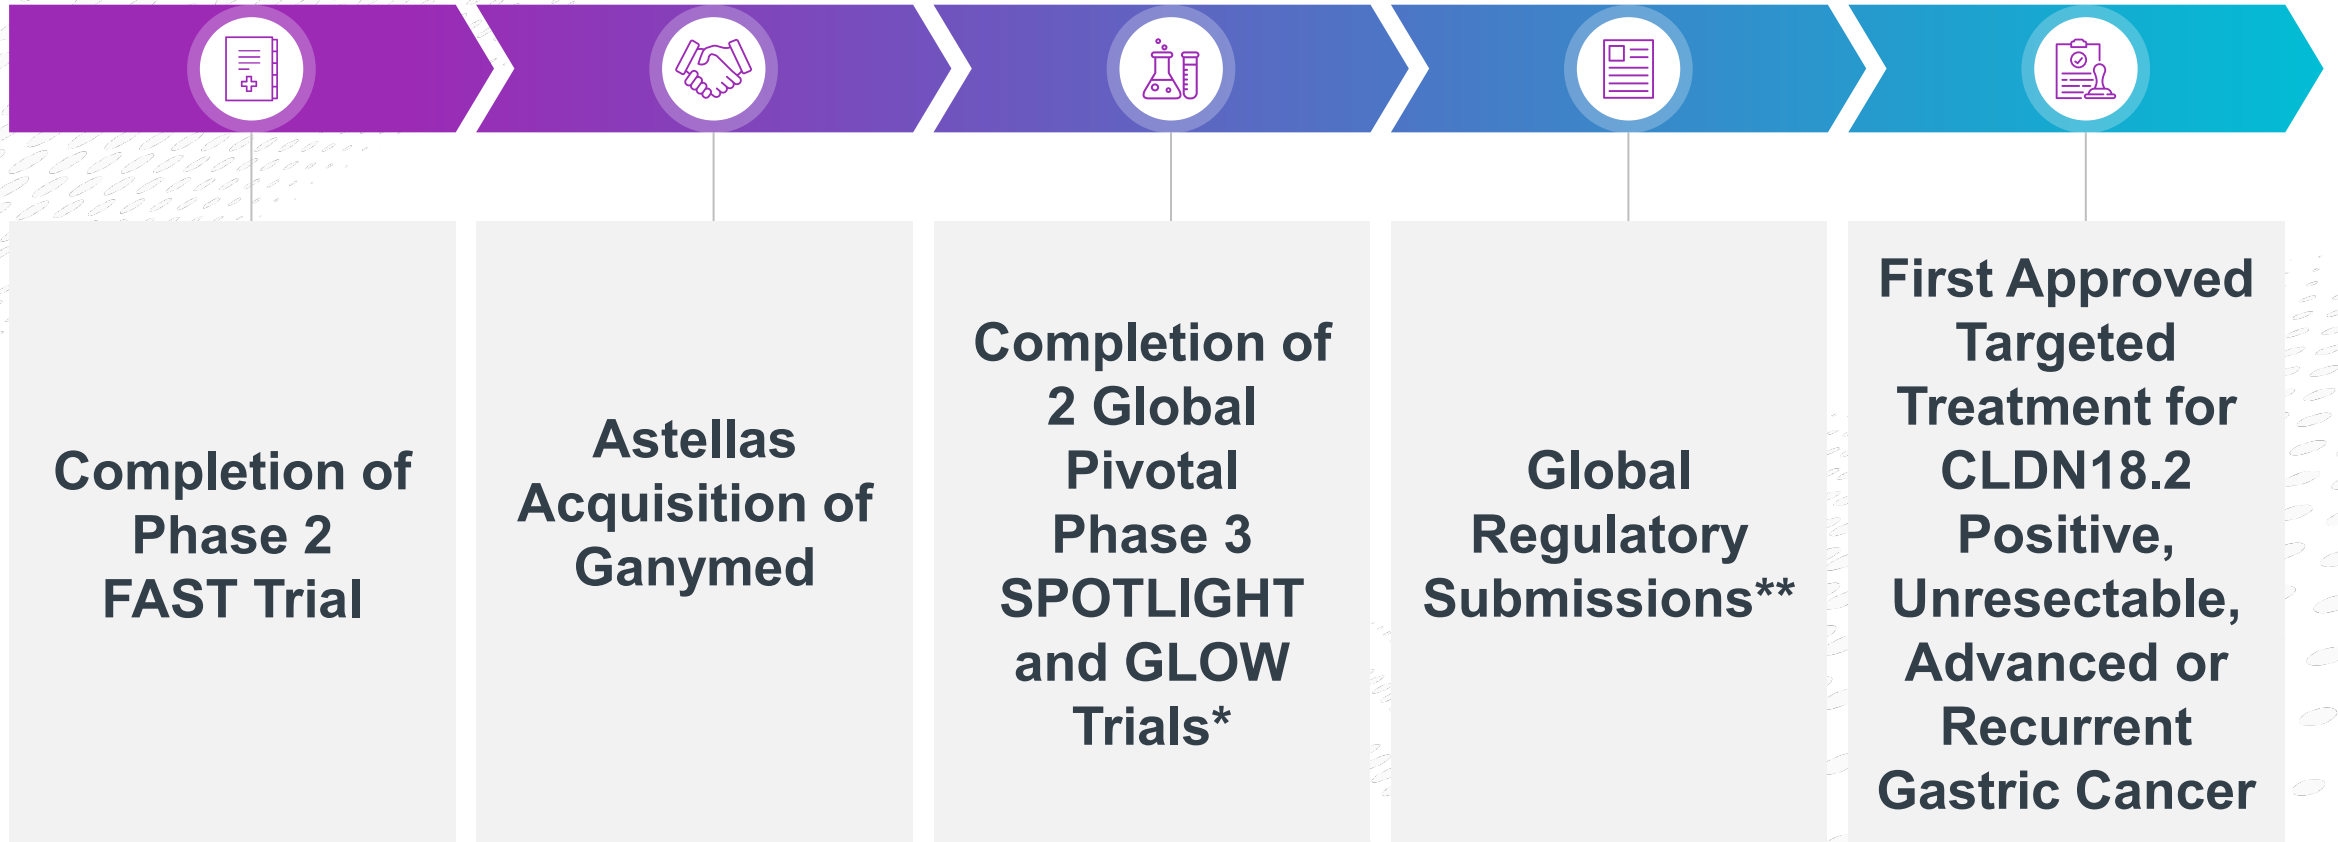 Completion of
Phase 2
FAST Trial
Astellas
Acquisition of
Ganymed
Completion of
2 Global
Pivotal
Phase 3
SPOTLIGHT
and GLOW
Trials*
Global
Regulatory
Submissions**
First Approved
Targeted
Treatment for
CLDN18.2
Positive,
Unresectable,
Advanced or
Recurrent
Gastric Cancer